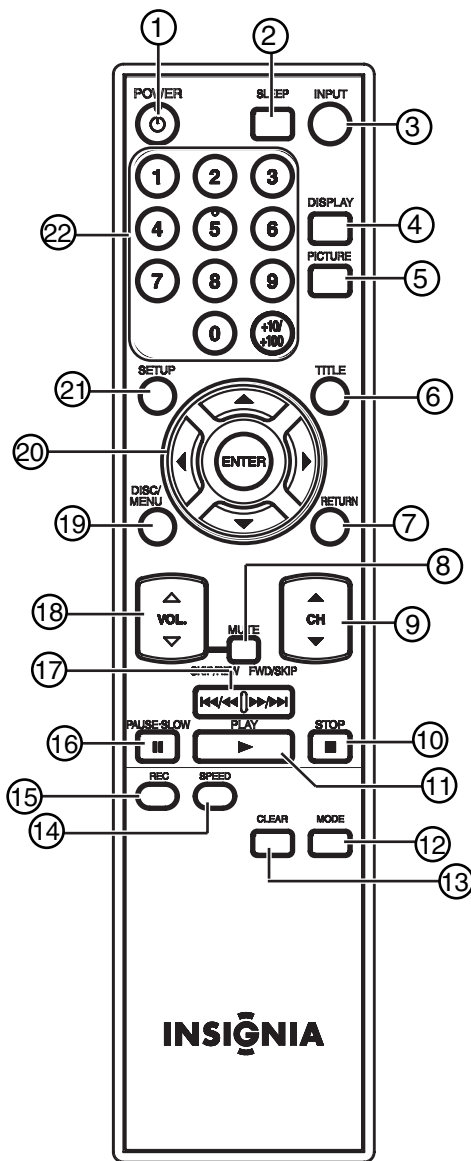 1
2
POWER
SLEEP
INPUT
3
1
2
3
DISPLAY
22
4
5
6
4
PICTURE
7
8
9
5
0
+10/
+100
SETUP
TITLE
21
6
20
ENTER
DISC/
MENU
RETURN
19
7
8
18
VOL.
CH
9
MUTE
17
SKIP/REW FWD/SKIP
PAUSE·SLOW
PLAY
STOP
16
10
11
REC
SPEED
15
14
CLEAR
MODE
12
13
INSIGNIA